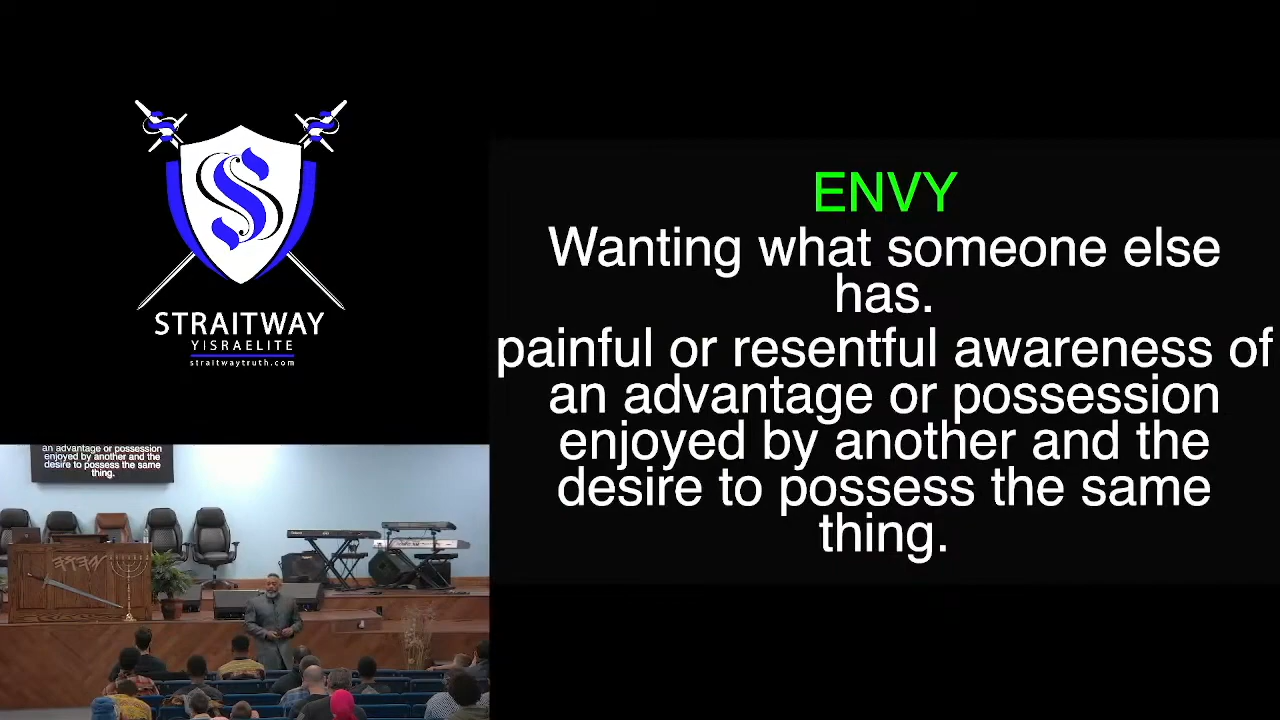 S
STRAITWAY
YISRAELITE
straitwaytruth.com
ENVY
Wanting what someone else
has.
painful or resentful awareness of
an advantage or possession
enjoyed by another and the
desire to possess the same
thing.
an advantage or possession
enjoyed by another and the
desire to possess the same
thing.
𐤉𐤄𐤅𐤄